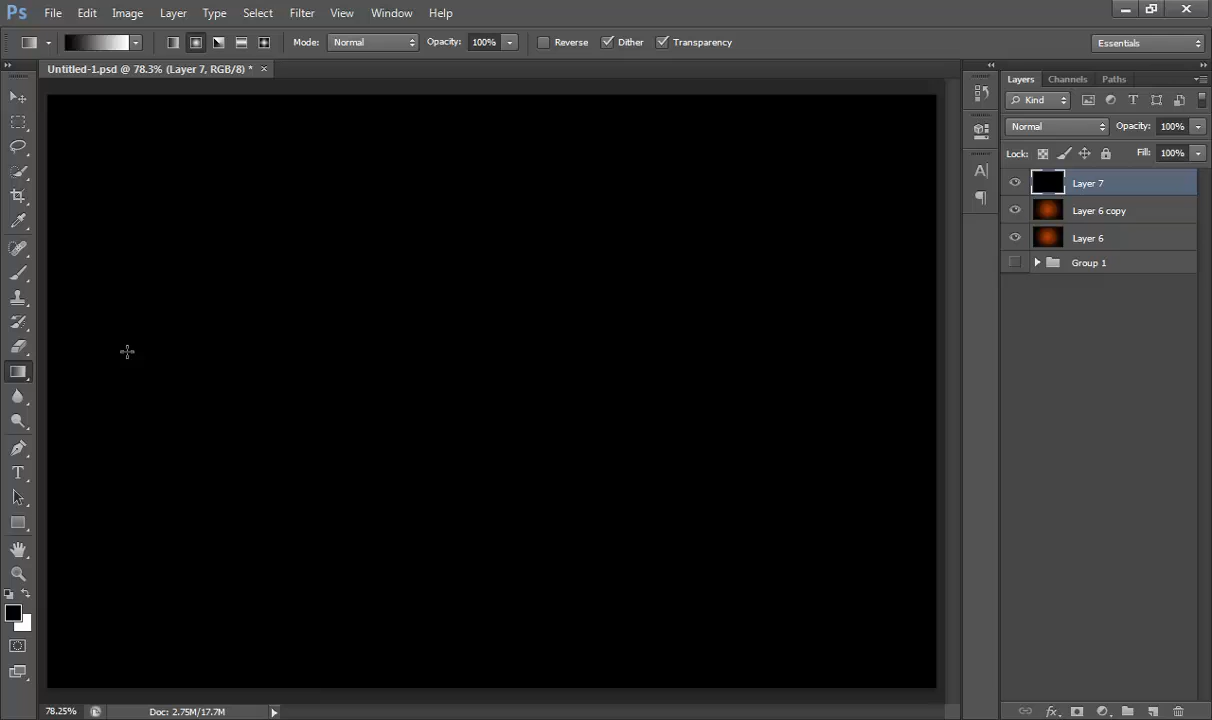 Ps File Edit Image Layer Type Select Filter View Window Help
Mode: Normal Opacity: 100% Reverse Dither Transparency Essentials
Untitled-1.psd @ 78.3% (Layer 7, RGB/8) * ×
Layers Channels Paths
Kind T
Normal Opacity: 100%
Lock: Fill: 100%
Layer 7
Layer 6 copy
Layer 6
Group 1
A
T
78.25% Doc: 2.75M/17.7M fx